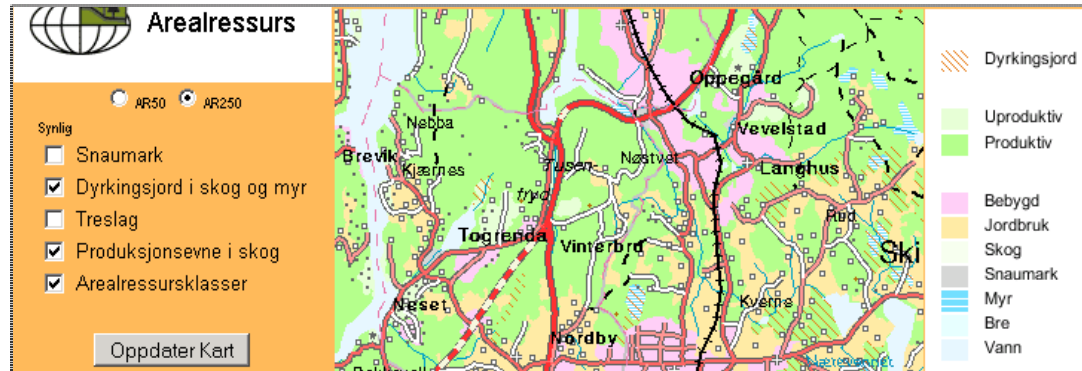 Arealressurs
AR50 AR250
Synlig
Snaumark
Dyrkingsjord i skog og myr
Treslag
Produksjonsevne i skog
Arealressursklasser
Oppdater Kart
Oppegård
Nebba
Vevelstad
Brevik
Kjærnes
Tusen
Nøstvet
Langhus
fryd
Rud
Togrenda
Vinterbro
Ski
Neset
Kverne
Nordby
Nærevannet
Dyrkingsjord
Uproduktiv
Produktiv
Bebygd
Jordbruk
Skog
Snaumark
Myr
Bre
Vann